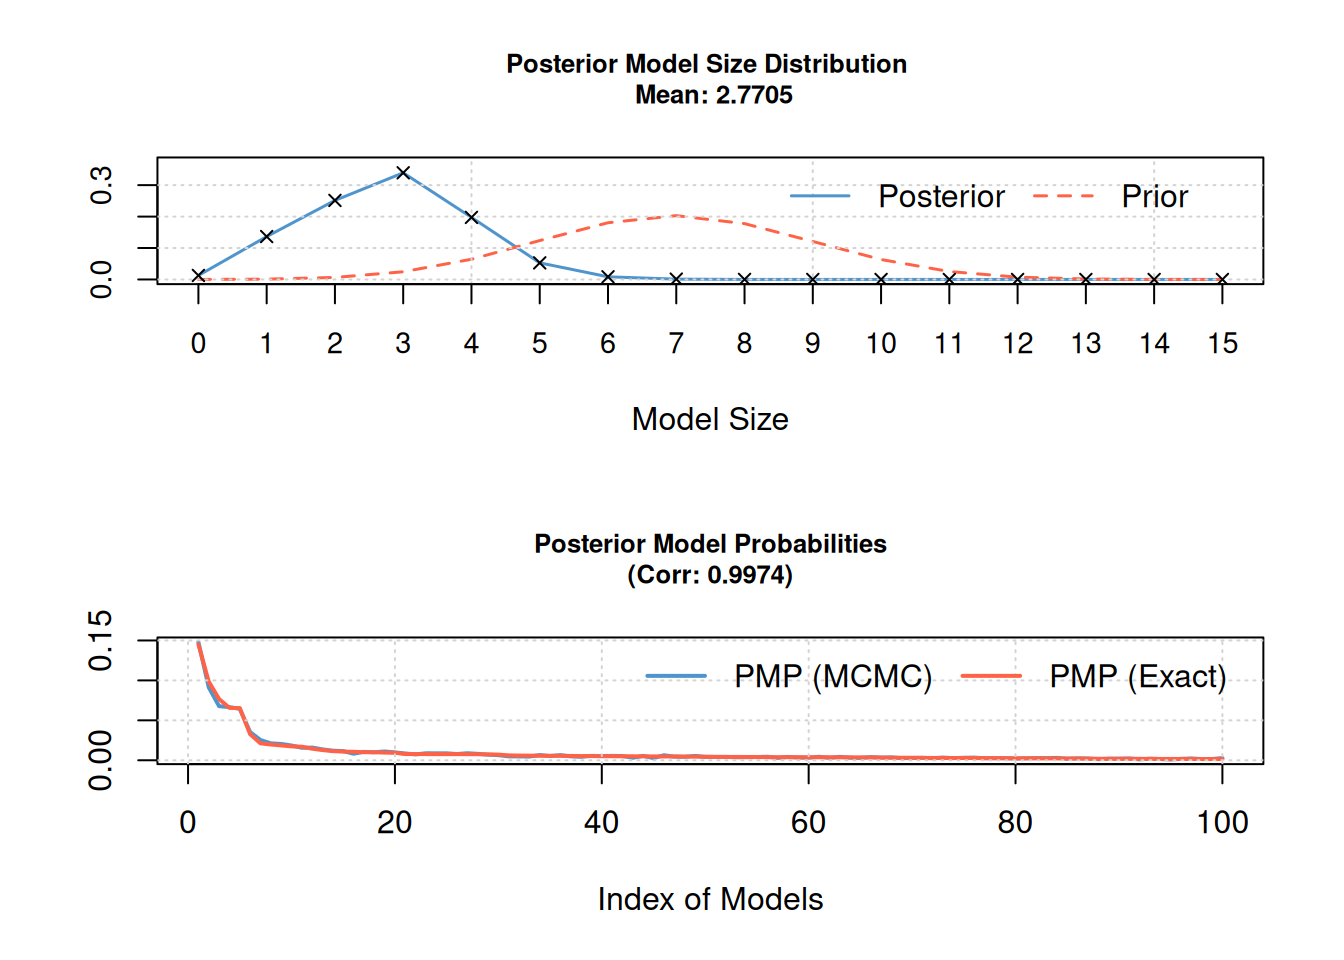 Posterior Model Size Distribution
Mean: 2.7705
0.3
0.0
Posterior
Prior
0 1 2 3 4 5 6 7 8 9 10 11 12 13 14 15
Model Size
Posterior Model Probabilities
(Corr: 0.9974)
0.15
0.00
PMP (MCMC)
PMP (Exact)
0 20 40 60 80 100
Index of Models